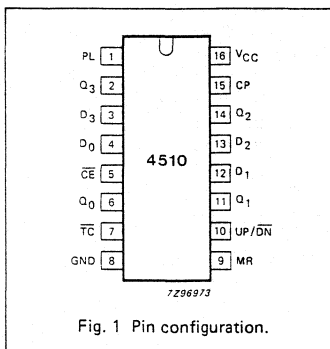 PL 1 16 VCC
Q3 2 15 CP
D3 3 14 Q2
D0 4 13 D2
4510
CE 5 12 D1
Q0 6 11 Q1
TC 7 10 UP/DN
GND 8 9 MR
7Z96973
Fig. 1 Pin configuration.